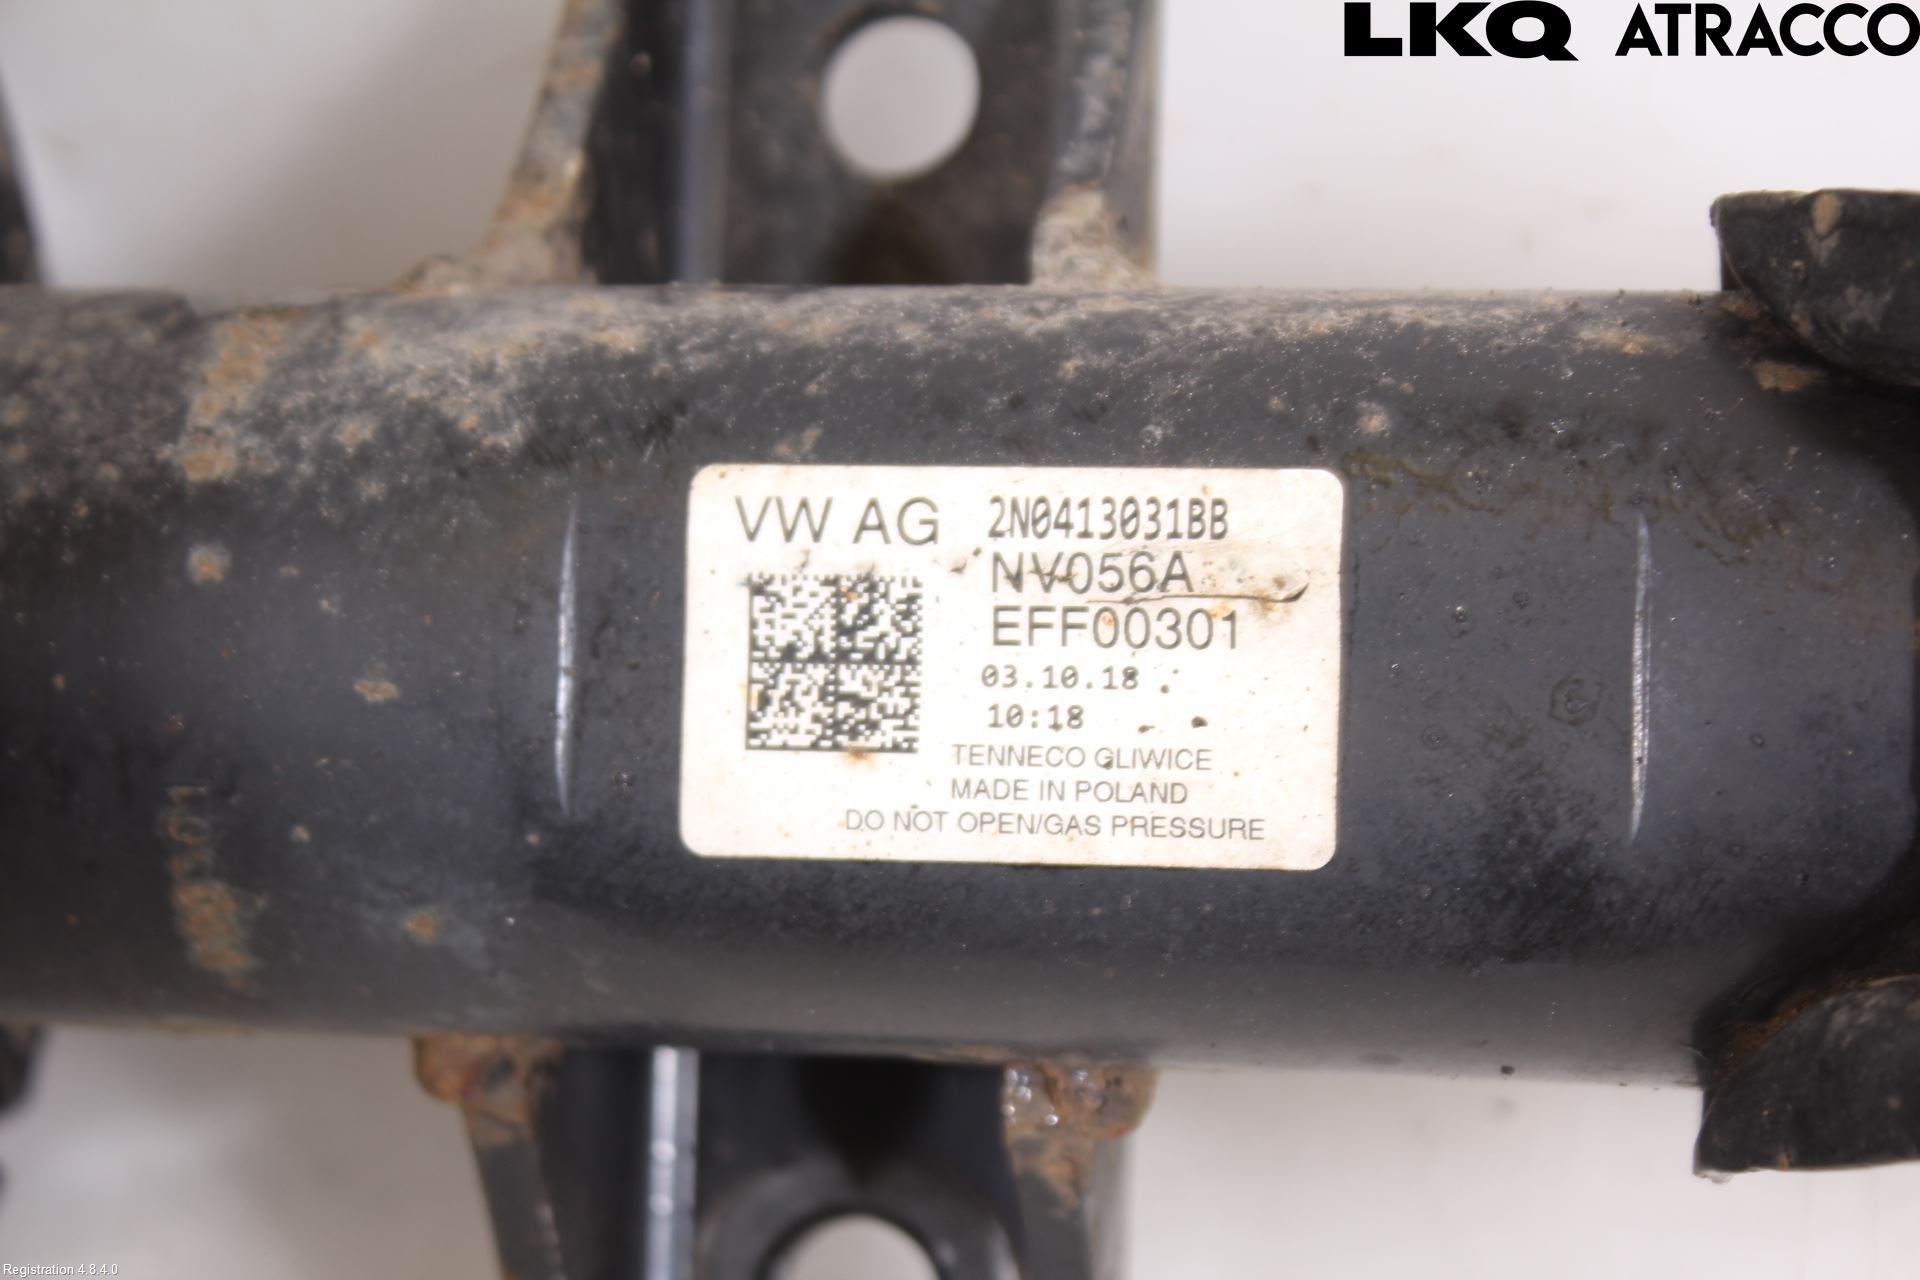 LKQ ATRACCO
VW AG 2N0413031BB
NV056A
EFF00301
03.10.18
10:18
TENNECO GLIWICE
MADE IN POLAND
DO NOT OPEN/GAS PRESSURE
Registration 4.8.4.0